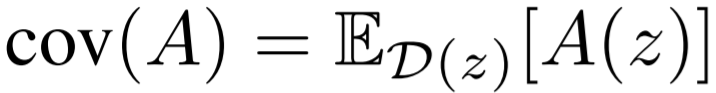 cov(A) = 𝔼_{𝒟(z)}[A(z)]